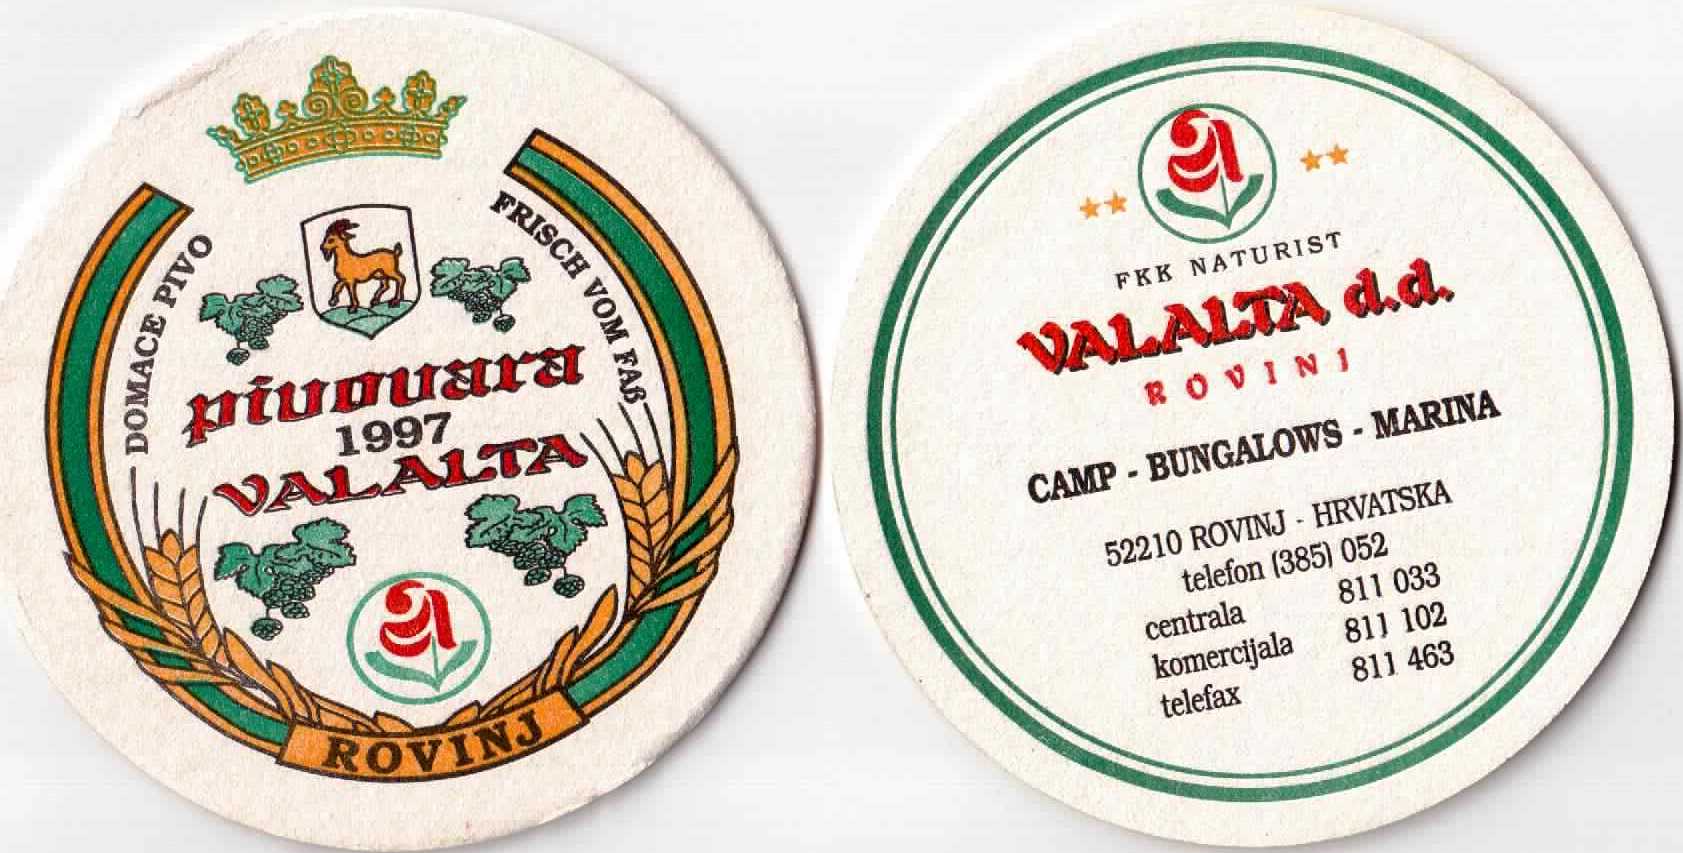 DOMACE PIVO
FRISCH VOM FAß
pivovara
1997
VALALTA
ROVINJ
FKK NATURIST
VALALTA d.d.
ROVINJ
CAMP - BUNGALOWS - MARINA
52210 ROVINJ - HRVATSKA
telefon (385) 052
centrala 811 033
komercijala 811 102
telefax 811 463